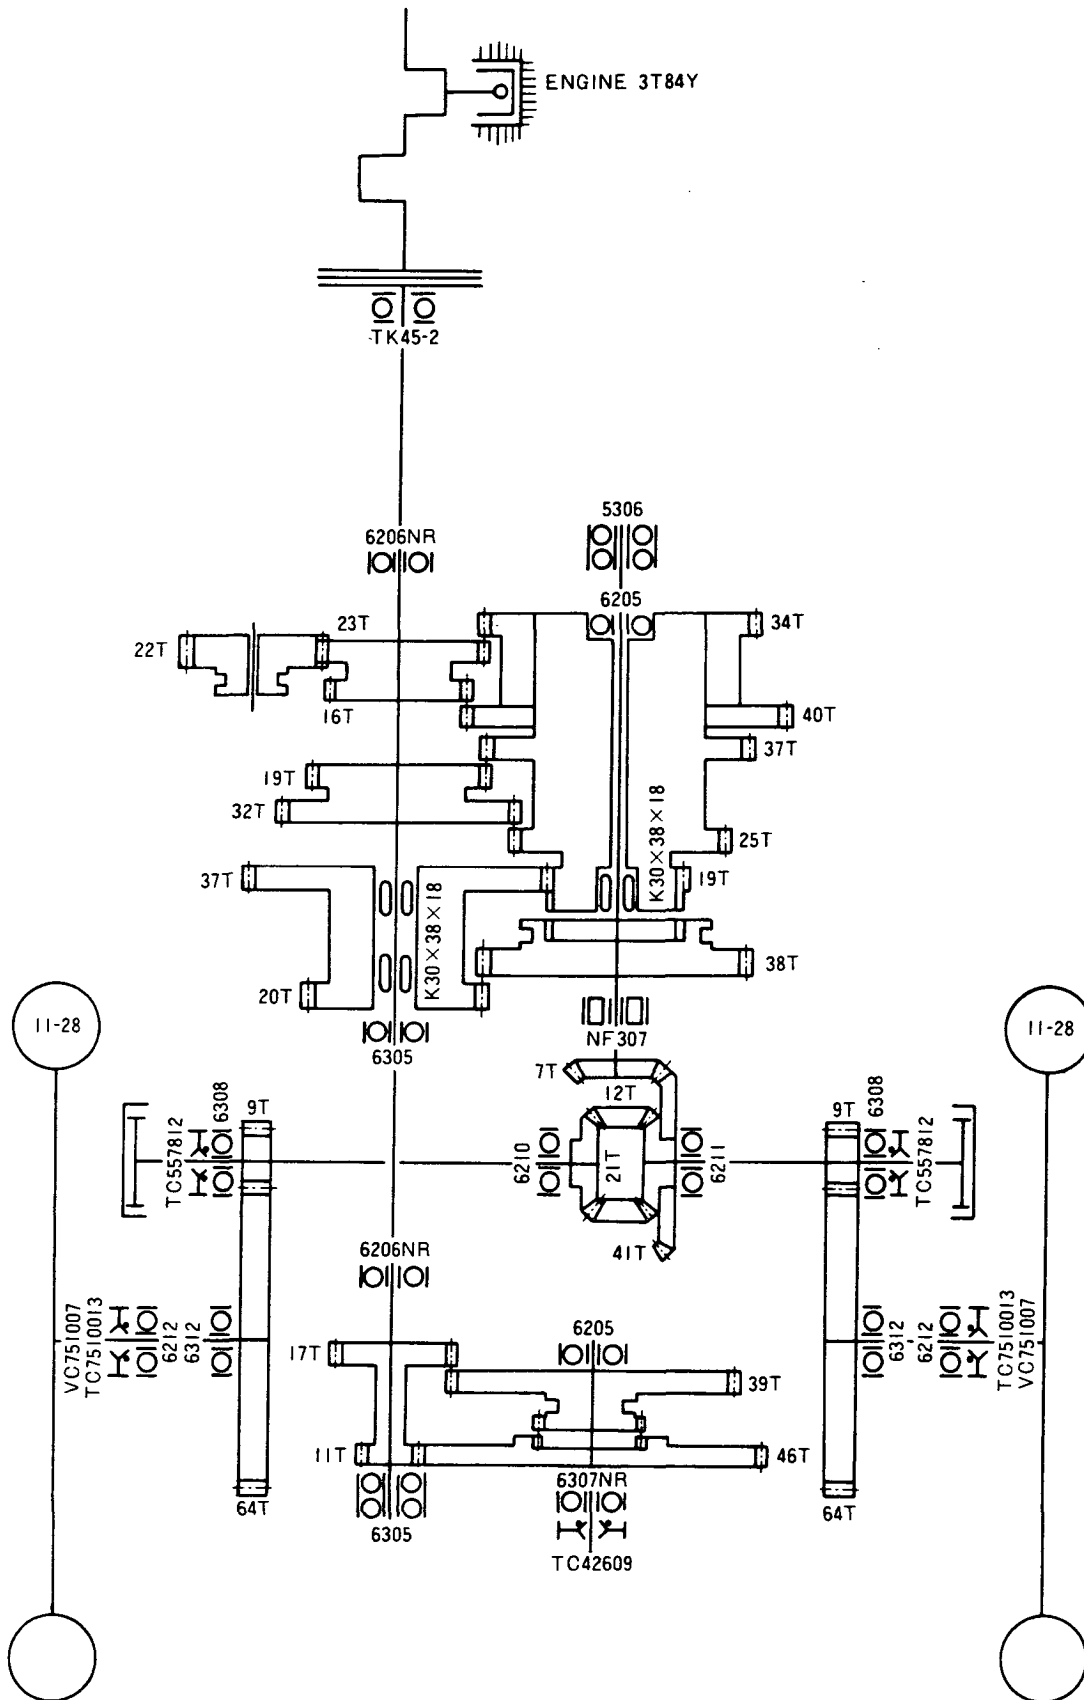 ENGINE 3T84Y
TK45-2
6206NR
5306
6205
23T
34T
22T
16T
40T
37T
19T
32T
25T
K30×38×18
19T
37T
K30×38×18
38T
20T
6305
NF307
11-28
11-28
7T
12T
9T
6308
TC557812
6210
21T
6211
9T
6308
TC557812
41T
6206NR
VC751007
TC7510013
6212
6312
6312
6212
TC7510013
VC751007
17T
6205
39T
11T
46T
6307NR
64T
6305
64T
TC42609